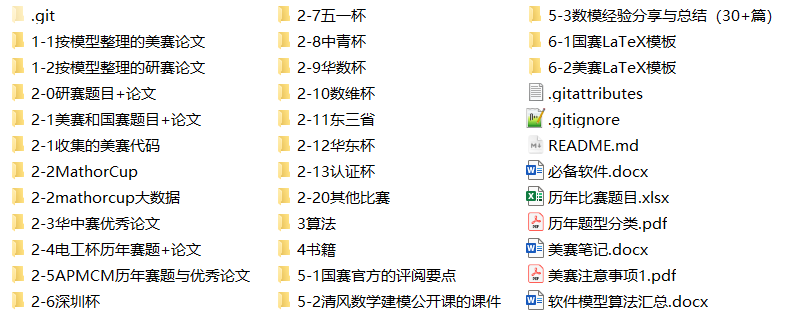 .git
1-1按模型整理的美赛论文
1-2按模型整理的研赛论文
2-0研赛题目+论文
2-1美赛和国赛题目+论文
2-1收集的美赛代码
2-2MathorCup
2-2mathorcup大数据
2-3华中赛优秀论文
2-4电工杯历年赛题+论文
2-5APMCM历年赛题与优秀论文
2-6深圳杯
2-7五一杯
2-8中青杯
2-9华数杯
2-10数维杯
2-11东三省
2-12华东杯
2-13认证杯
2-20其他比赛
3算法
4书籍
5-1国赛官方的评阅要点
5-2清风数学建模公开课的课件
5-3数模经验分享与总结（30+篇）
6-1国赛LaTeX模板
6-2美赛LaTeX模板
.gitattributes
.gitignore
README.md
必备软件.docx
历年比赛题目.xlsx
历年题型分类.pdf
美赛笔记.docx
美赛注意事项1.pdf
软件模型算法汇总.docx